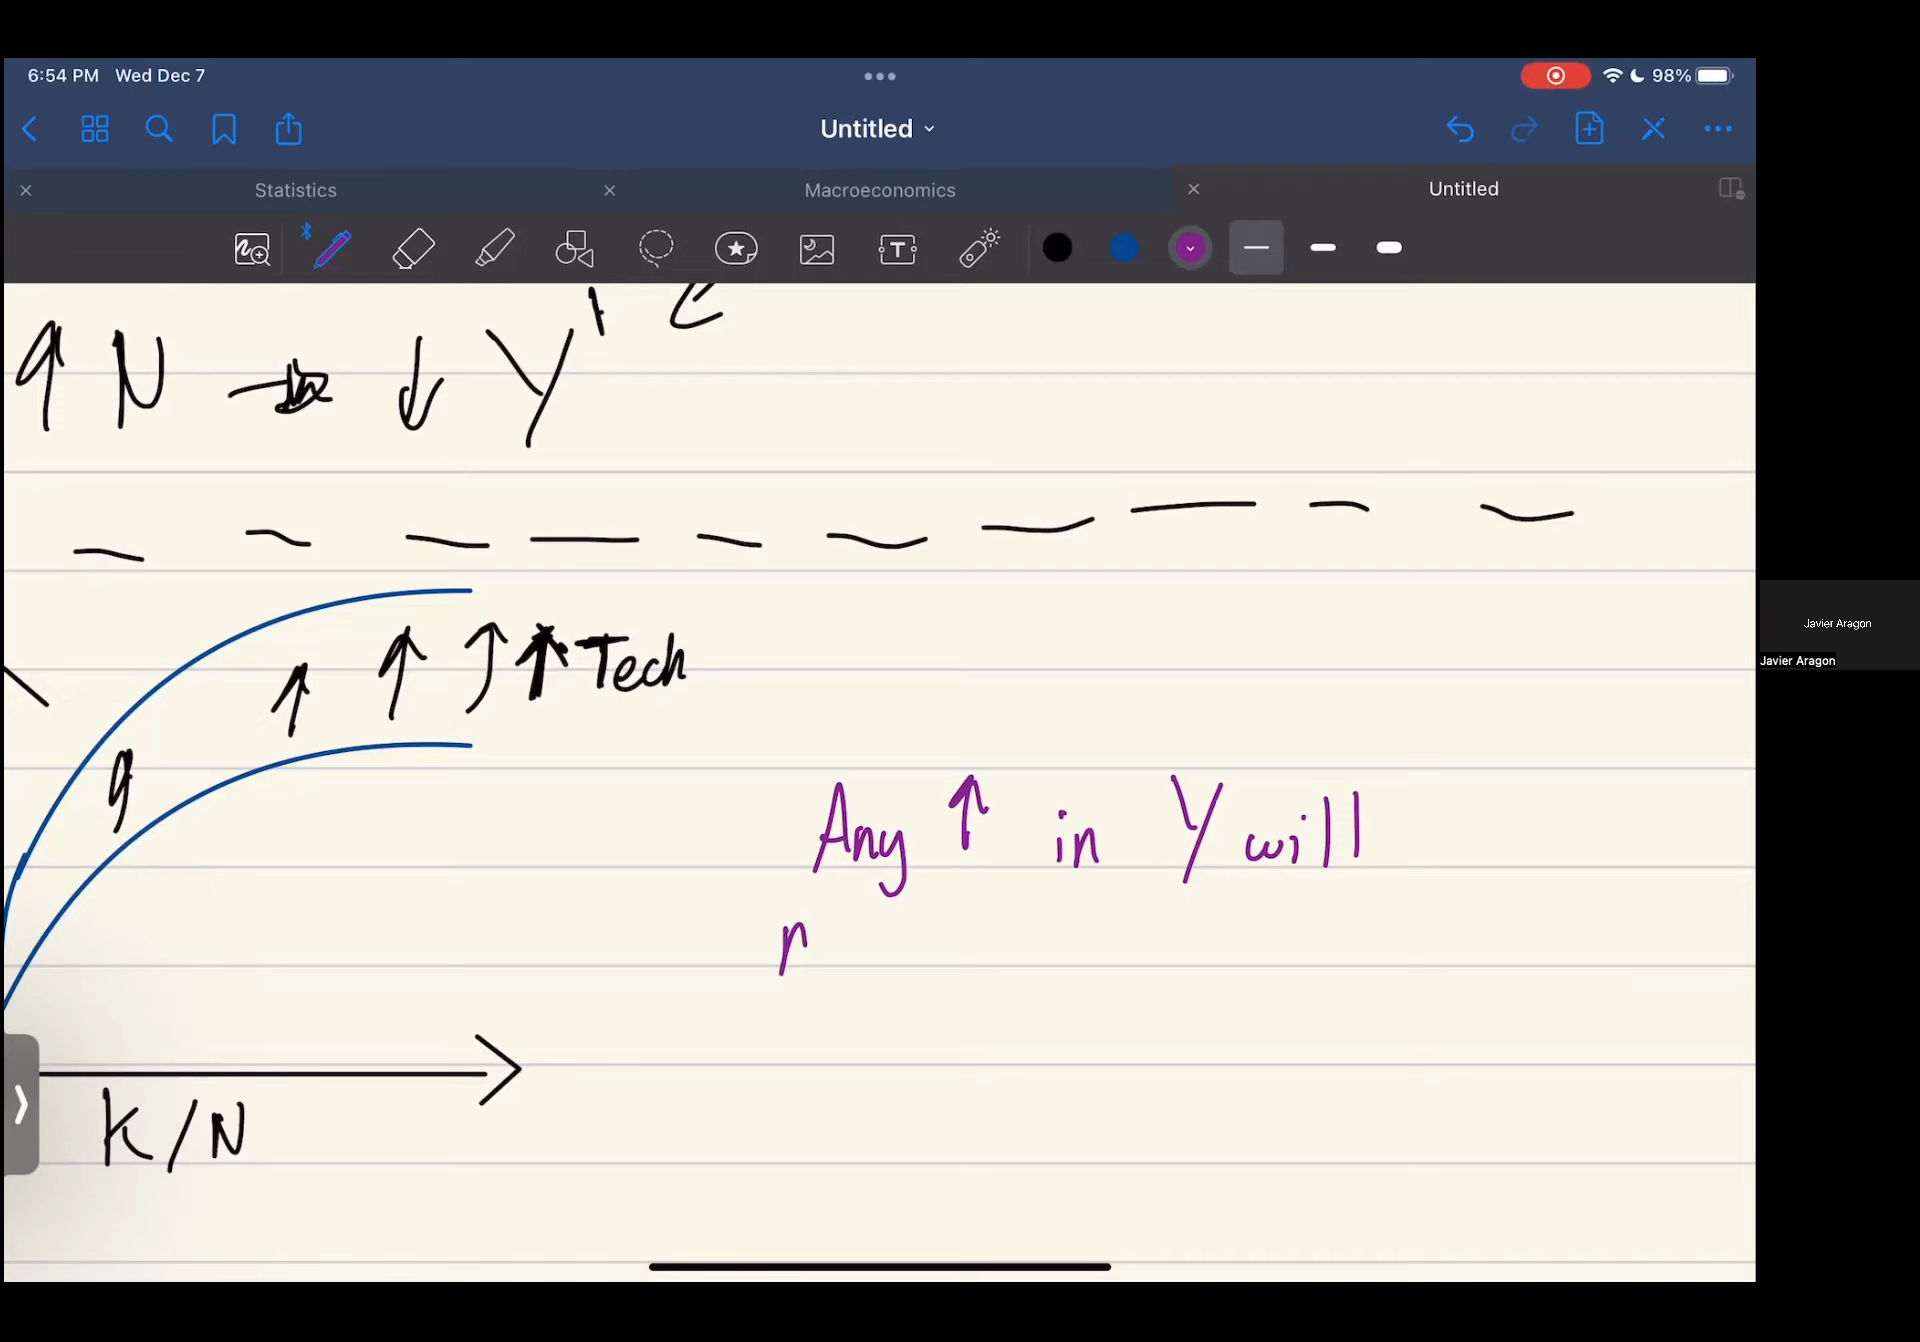 6:54 PM Wed Dec 7
98%
Untitled
Statistics
Macroeconomics
Untitled
T
↑ N → ↓ Y
↑ ↑ ↑ ↑ Tech
↑
Any ↑ in Y will
r
K/N
Javier Aragon
Javier Aragon